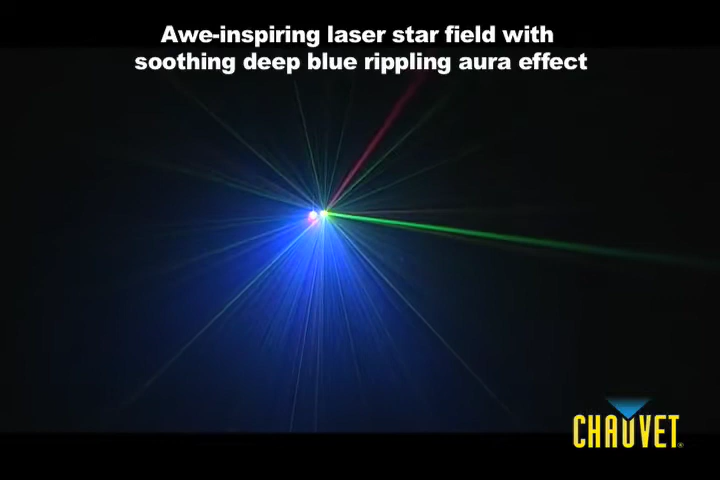 Awe-inspiring laser star field with
soothing deep blue rippling aura effect
CHAUVET®